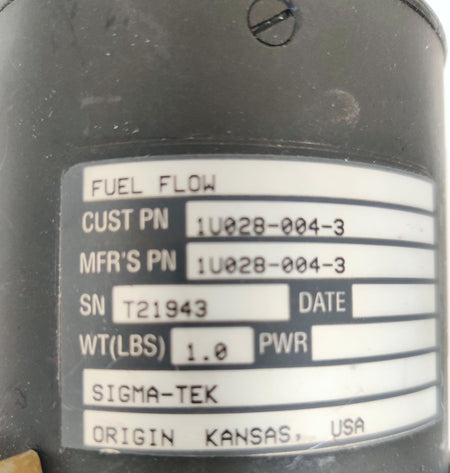 FUEL FLOW
CUST PN 1U028-004-3
MFR'S PN 1U028-004-3
SN T21943 DATE
WT(LBS) 1.0 PWR
SIGMA-TEK
ORIGIN KANSAS, USA